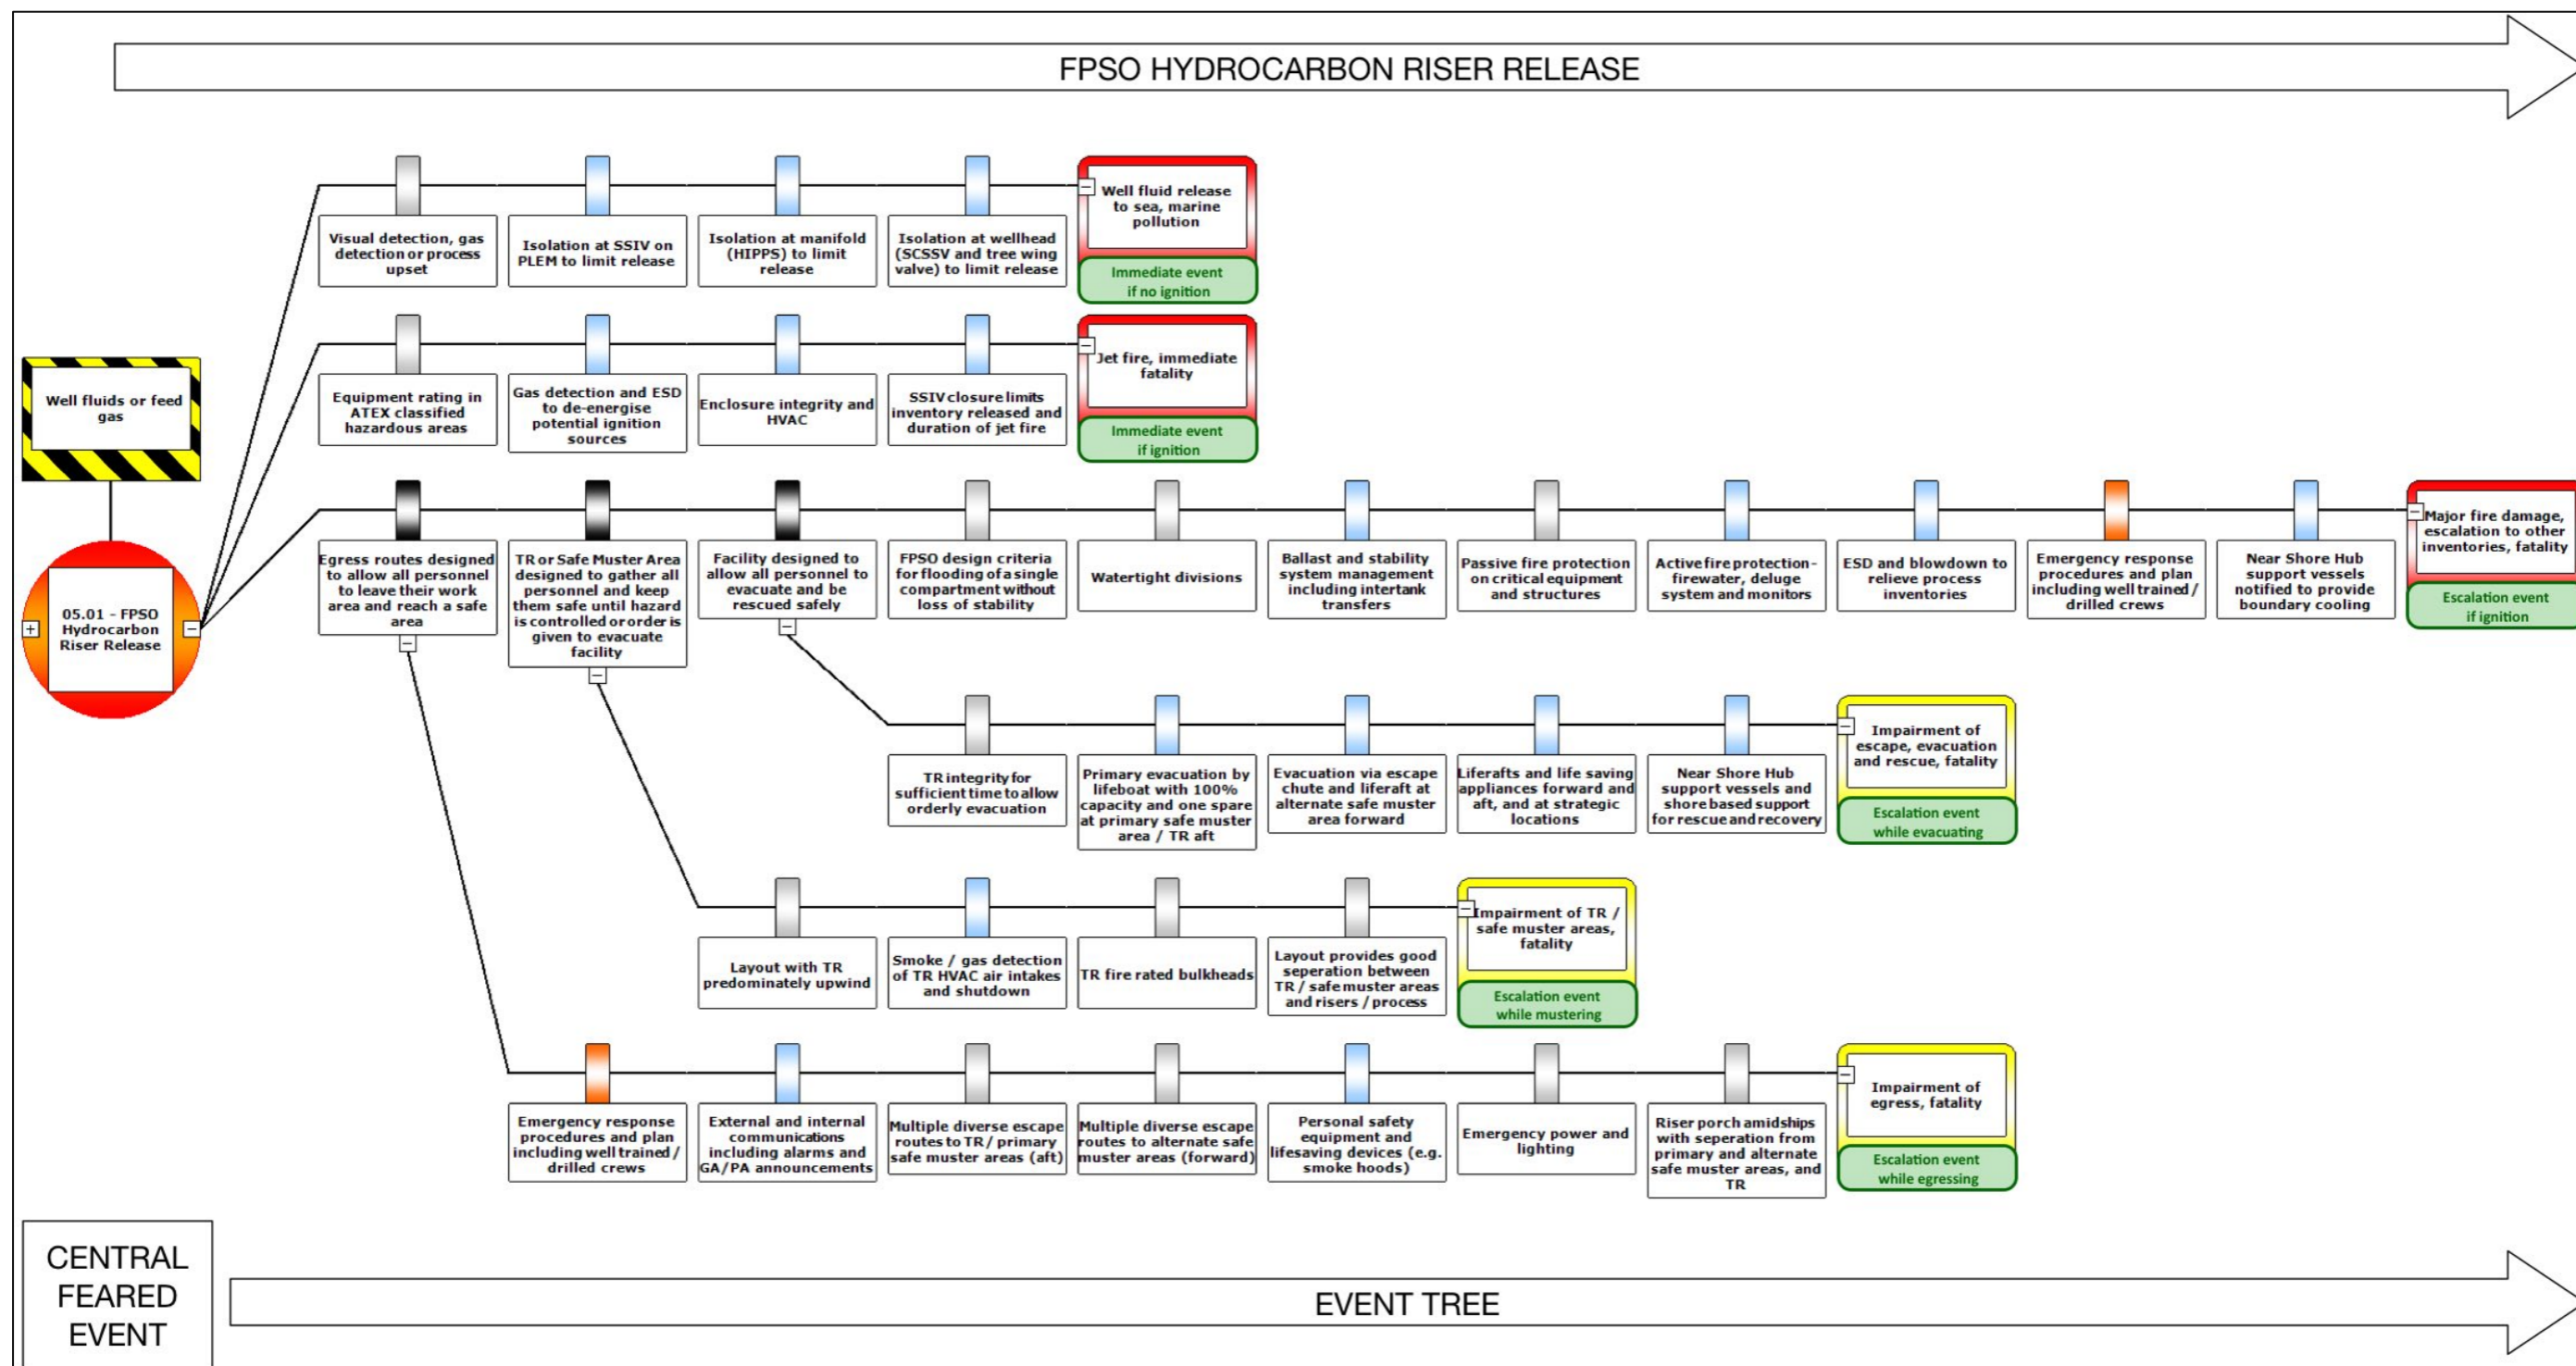 FPSO HYDROCARBON RISER RELEASE
Visual detection, gas
detection or process
upset
Isolation at SSIV on
PLEM to limit release
Isolation at manifold
(HIPPS) to limit
release
Isolation at wellhead
(SCSSV and tree wing
valve) to limit release
Well fluid release
to sea, marine
pollution
Immediate event
if no ignition
Equipment rating in
ATEX classified
hazardous areas
Gas detection and ESD
to de-energise
potential ignition
sources
Enclosure integrity and
HVAC
SSIV closure limits
inventory released and
duration of jet fire
Jet fire, immediate
fatality
Immediate event
if ignition
Well fluids or feed
gas
05.01 - FPSO
Hydrocarbon
Riser Release
Egress routes designed
to allow all personnel
to leave their work
area and reach a safe
area
TR or Safe Muster Area
designed to gather all
personnel and keep
them safe until hazard
is controlled or order is
given to evacuate
facility
Facility designed to
allow all personnel to
evacuate and be
rescued safely
FPSO design criteria
for flooding of a single
compartment without
loss of stability
Watertight divisions
Ballast and stability
system management
including intertank
transfers
Passive fire protection
on critical equipment
and structures
Active fire protection-
firewater, deluge
system and monitors
ESD and blowdown to
relieve process
inventories
Emergency response
procedures and plan
including well trained /
drilled crews
Near Shore Hub
support vessels
notified to provide
boundary cooling
Major fire damage,
escalation to other
inventories, fatality
Escalation event
if ignition
TR integrity for
sufficient time to allow
orderly evacuation
Primary evacuation by
lifeboat with 100%
capacity and one spare
at primary safe muster
area / TR aft
Evacuation via escape
chute and liferaft at
alternate safe muster
area forward
Liferafts and life saving
appliances forward and
aft, and at strategic
locations
Near Shore Hub
support vessels and
shore based support
for rescue and recovery
Impairment of
escape, evacuation
and rescue, fatality
Escalation event
while evacuating
Layout with TR
predominately upwind
Smoke / gas detection
of TR HVAC air intakes
and shutdown
TR fire rated bulkheads
Layout provides good
seperation between
TR / safe muster areas
and risers / process
Impairment of TR /
safe muster areas,
fatality
Escalation event
while mustering
Emergency response
procedures and plan
including well trained /
drilled crews
External and internal
communications
including alarms and
GA/PA announcements
Multiple diverse escape
routes to TR / primary
safe muster areas (aft)
Multiple diverse escape
routes to alternate safe
muster areas (forward)
Personal safety
equipment and
lifesaving devices (e.g.
smoke hoods)
Emergency power and
lighting
Riser porch amidships
with seperation from
primary and alternate
safe muster areas, and
TR
Impairment of
egress, fatality
Escalation event
while egressing
CENTRAL
FEARED
EVENT
EVENT TREE